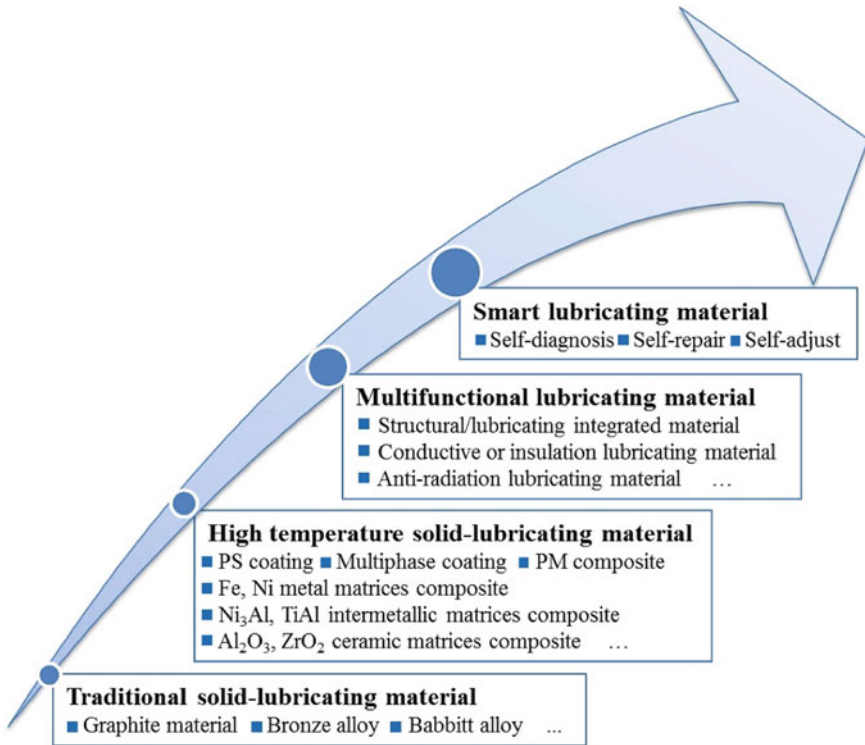 Smart lubricating material
■ Self-diagnosis ■ Self-repair ■ Self-adjust
Multifunctional lubricating material
■ Structural/lubricating integrated material
■ Conductive or insulation lubricating material
■ Anti-radiation lubricating material …
High temperature solid-lubricating material
■ PS coating ■ Multiphase coating ■ PM composite
■ Fe, Ni metal matrices composite
■ Ni₃Al, TiAl intermetallic matrices composite
■ Al₂O₃, ZrO₂ ceramic matrices composite …
Traditional solid-lubricating material
■ Graphite material ■ Bronze alloy ■ Babbitt alloy ...